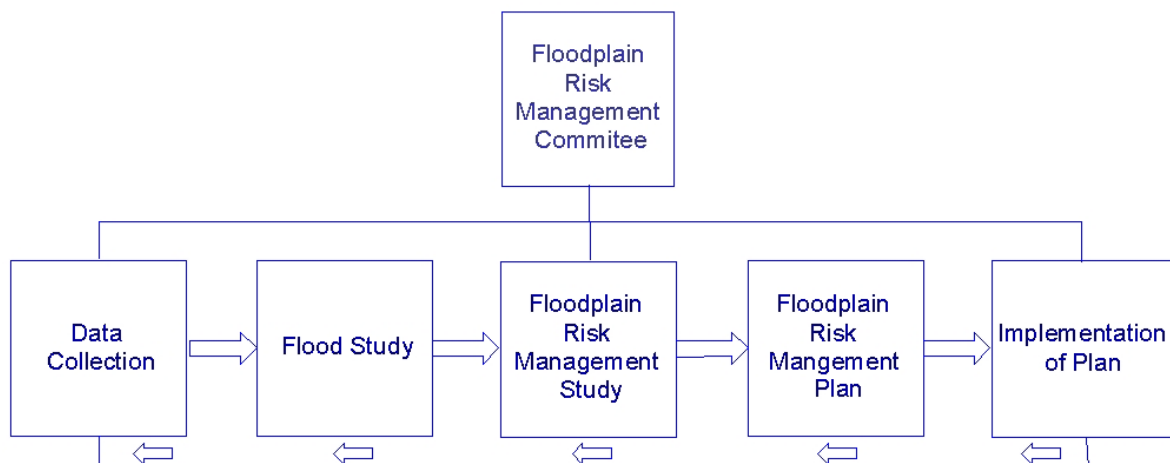 Floodplain
Risk
Management
Commitee
Data
Collection
Flood Study
Floodplain
Risk
Management
Study
Floodplain
Risk
Mangement
Plan
Implementation
of Plan